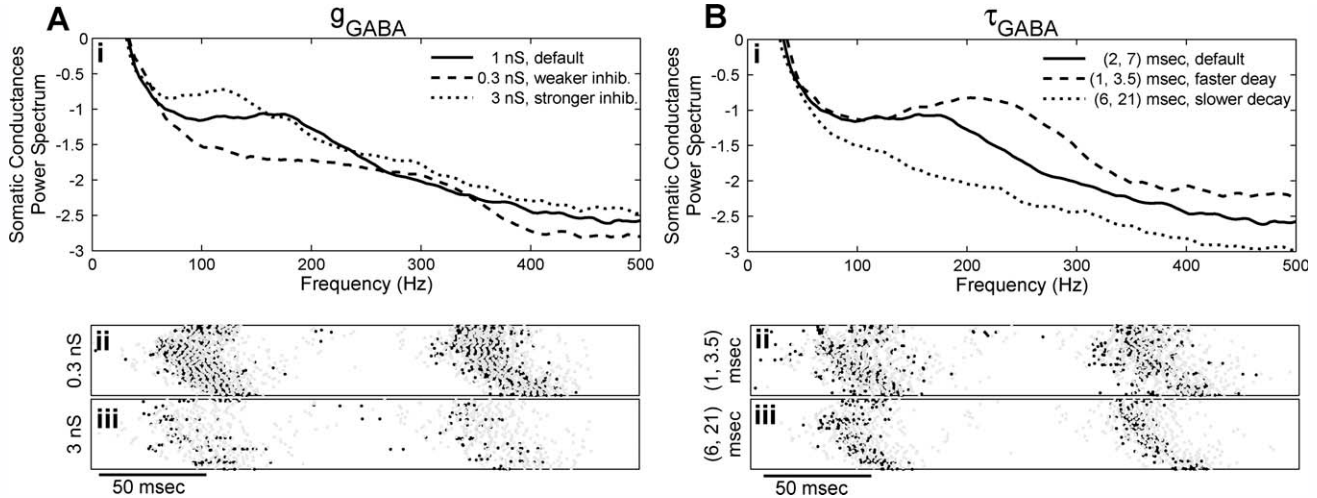 A
g GABA
i
1 nS, default
0.3 nS, weaker inhib.
3 nS, stronger inhib.
Somatic Conductances
Power Spectrum
0
-0.5
-1
-1.5
-2
-2.5
-3
0 100 200 300 400 500
Frequency (Hz)
ii
0.3 nS
iii
3 nS
50 msec
B
τ GABA
i
(2, 7) msec, default
(1, 3.5) msec, faster deay
(6, 21) msec, slower decay
Somatic Conductances
Power Spectrum
0
-0.5
-1
-1.5
-2
-2.5
-3
0 100 200 300 400 500
Frequency (Hz)
ii
(1, 3.5)
msec
iii
(6, 21)
msec
50 msec